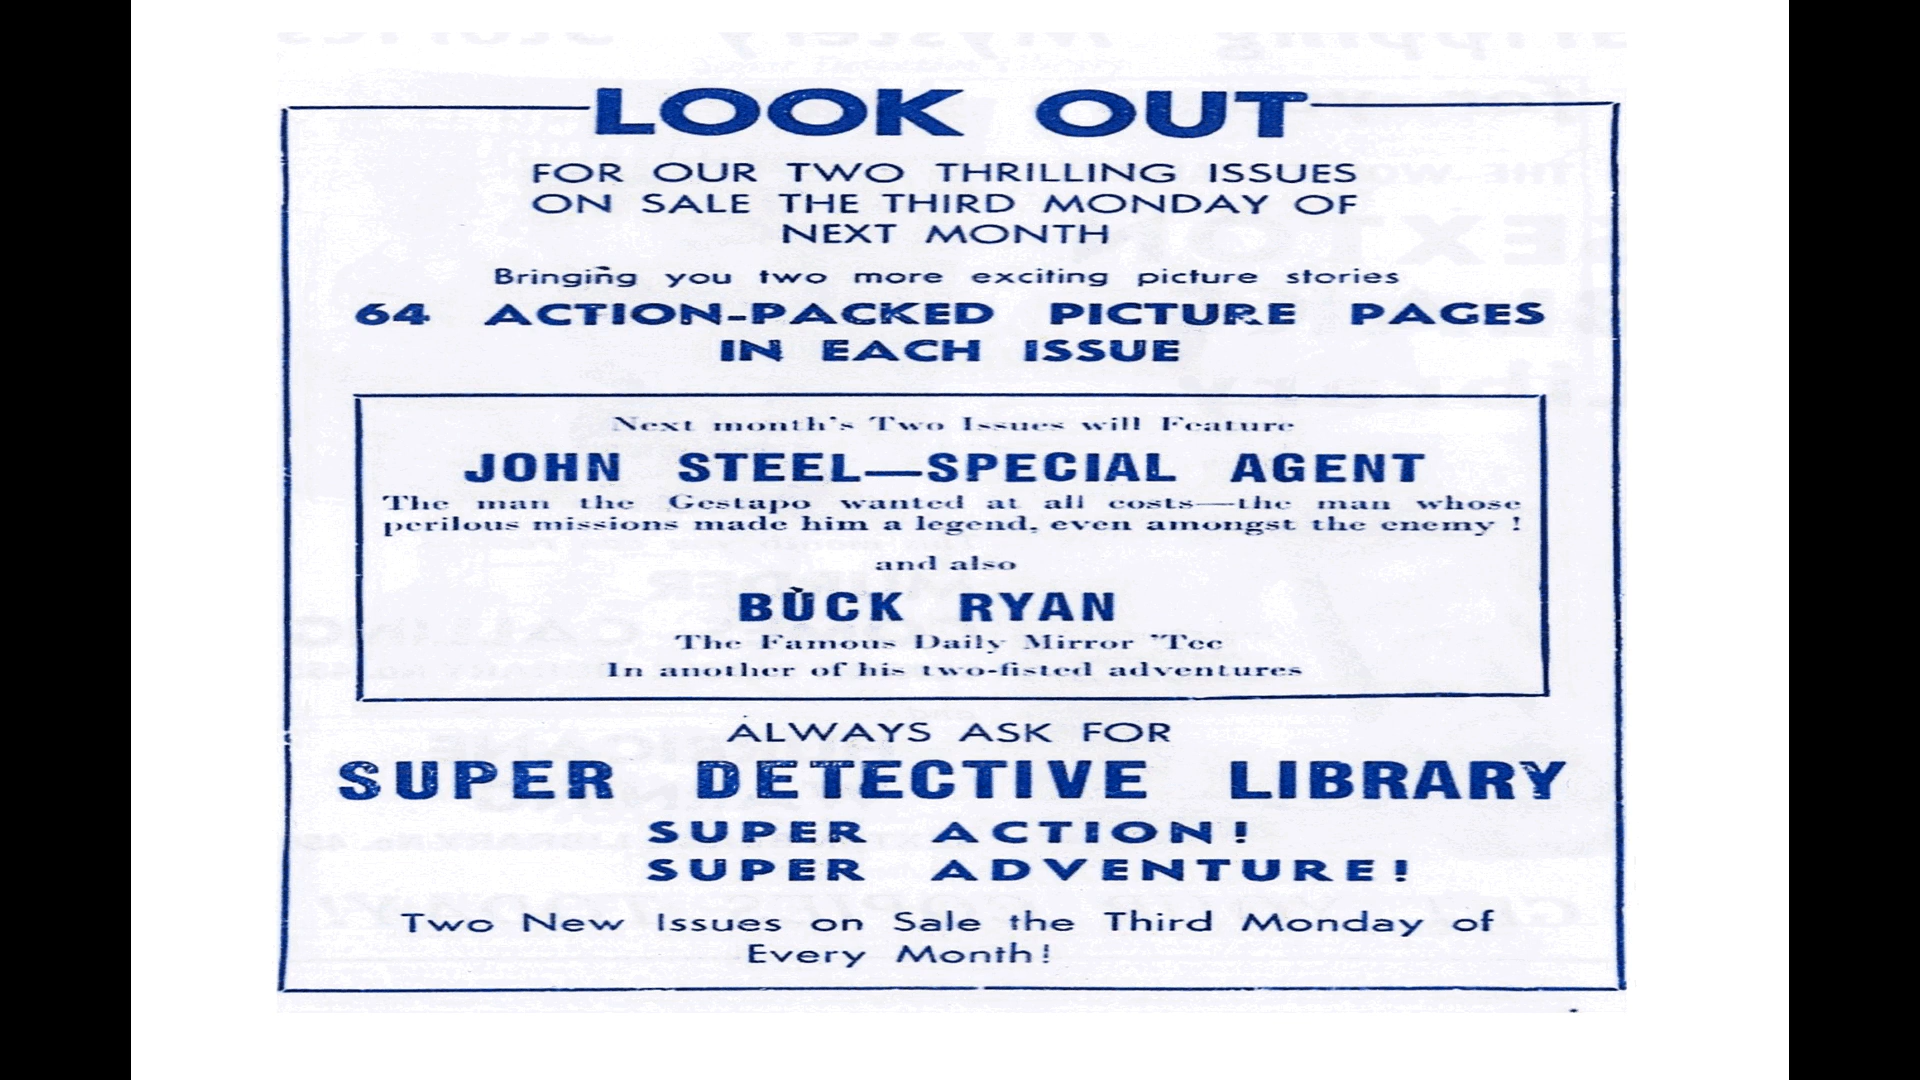 LOOK OUT
FOR OUR TWO THRILLING ISSUES
ON SALE THE THIRD MONDAY OF
NEXT MONTH
Bringing you two more exciting picture stories
64 ACTION-PACKED PICTURE PAGES
IN EACH ISSUE
Next month's Two Issues will Feature
JOHN STEEL—SPECIAL AGENT
The man the Gestapo wanted at all costs—the man whose
perilous missions made him a legend, even amongst the enemy !
and also
BUCK RYAN
The Famous Daily Mirror 'Tec
In another of his two-fisted adventures
ALWAYS ASK FOR
SUPER DETECTIVE LIBRARY
SUPER ACTION!
SUPER ADVENTURE!
Two New Issues on Sale the Third Monday of
Every Month!